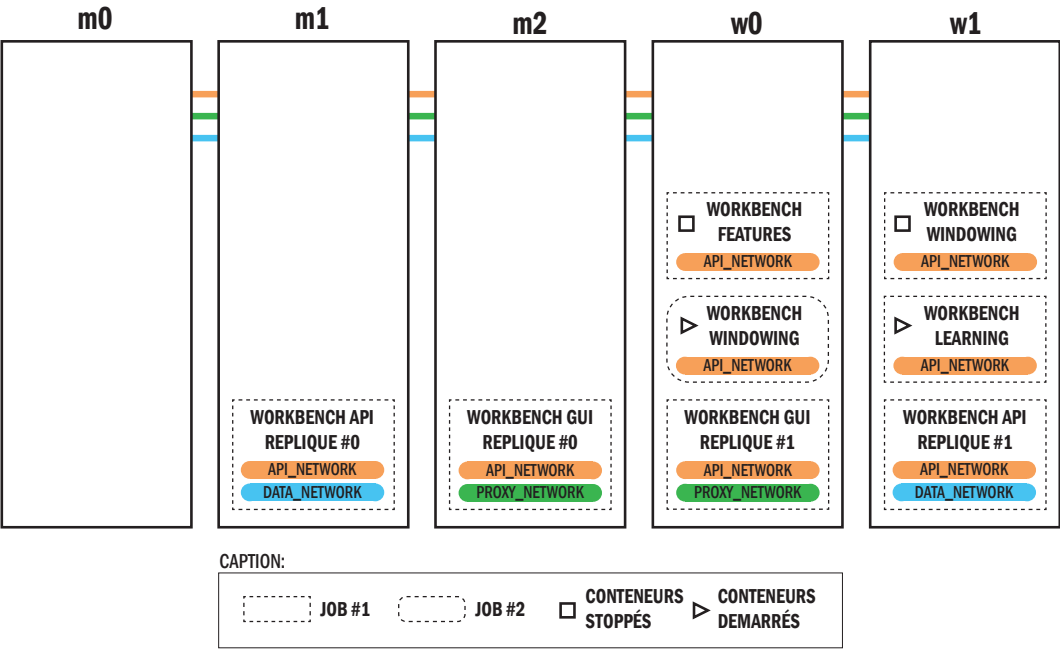 m0
m1
m2
w0
w1
WORKBENCH
FEATURES
API_NETWORK
WORKBENCH
WINDOWING
API_NETWORK
WORKBENCH
WINDOWING
API_NETWORK
WORKBENCH
LEARNING
API_NETWORK
WORKBENCH API
REPLIQUE #0
API_NETWORK
DATA_NETWORK
WORKBENCH GUI
REPLIQUE #0
API_NETWORK
PROXY_NETWORK
WORKBENCH GUI
REPLIQUE #1
API_NETWORK
PROXY_NETWORK
WORKBENCH API
REPLIQUE #1
API_NETWORK
DATA_NETWORK
CAPTION:
JOB #1
JOB #2
CONTENEURS
STOPPÉS
CONTENEURS
DEMARRÉS